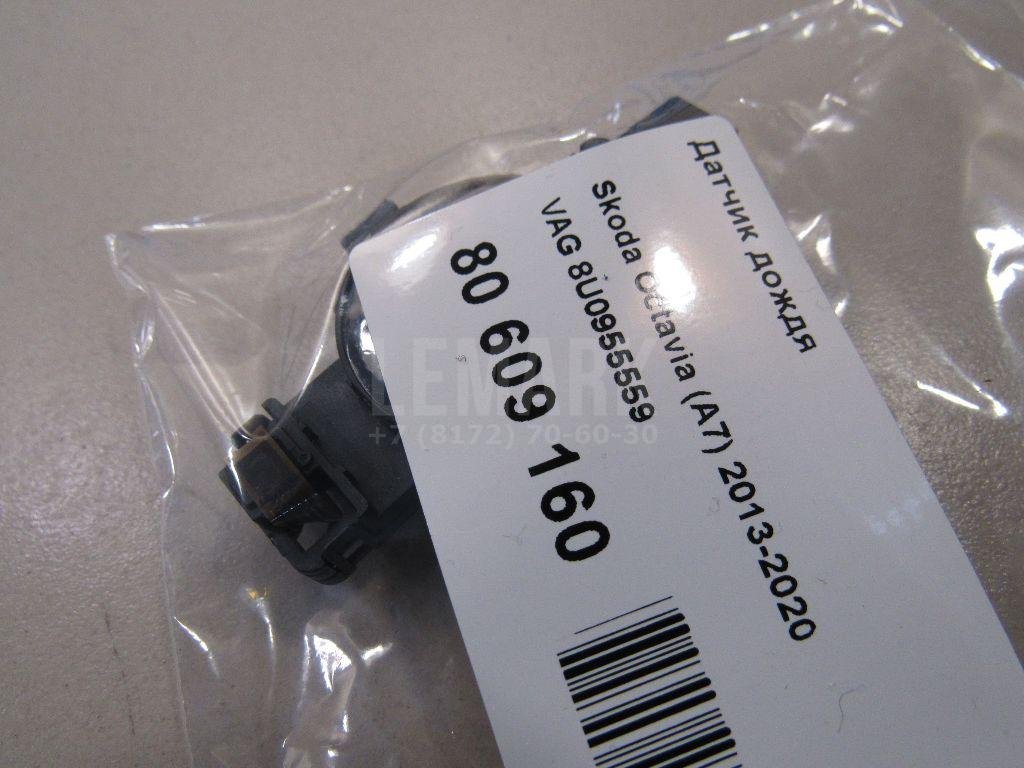 Датчик дождя
Skoda Octavia (A7) 2013-2020
VAG 8U0955559
80 609 160
LEMARK
+7 (8172) 70-60-30